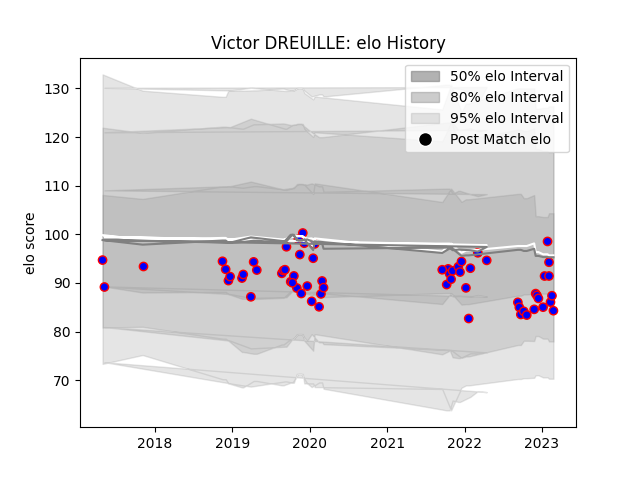 Victor DREUILLE: elo History
50% elo Interval
80% elo Interval
95% elo Interval
Post Match elo
elo score
130
120
110
100
90
80
70
2018
2019
2020
2021
2022
2023